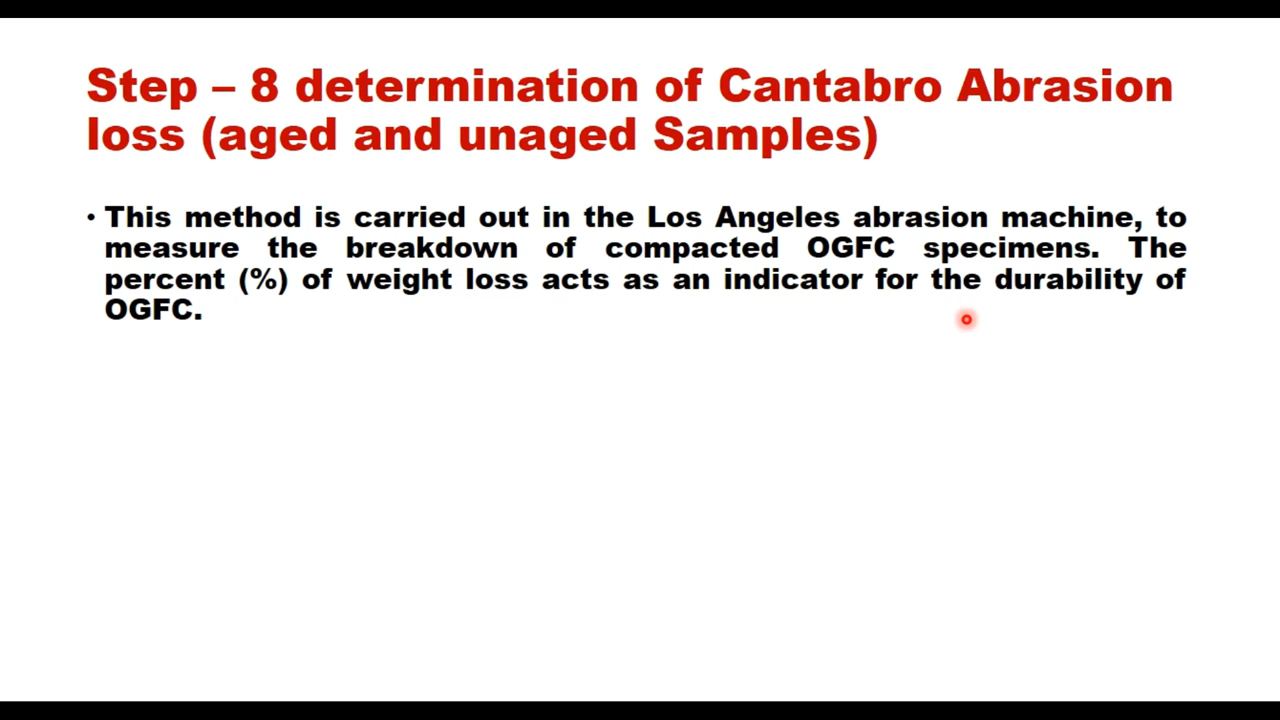 Step – 8 determination of Cantabro Abrasion
loss (aged and unaged Samples)
• This method is carried out in the Los Angeles abrasion machine, to
measure the breakdown of compacted OGFC specimens. The
percent (%) of weight loss acts as an indicator for the durability of
OGFC.